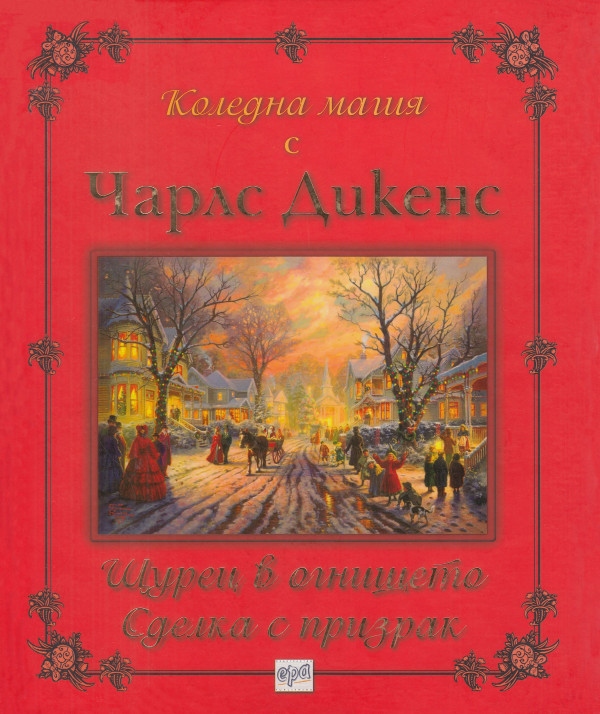 Коледна магия
с
Чарлс Дикенс
Щурец в огнището
Сделка с призрак
ера